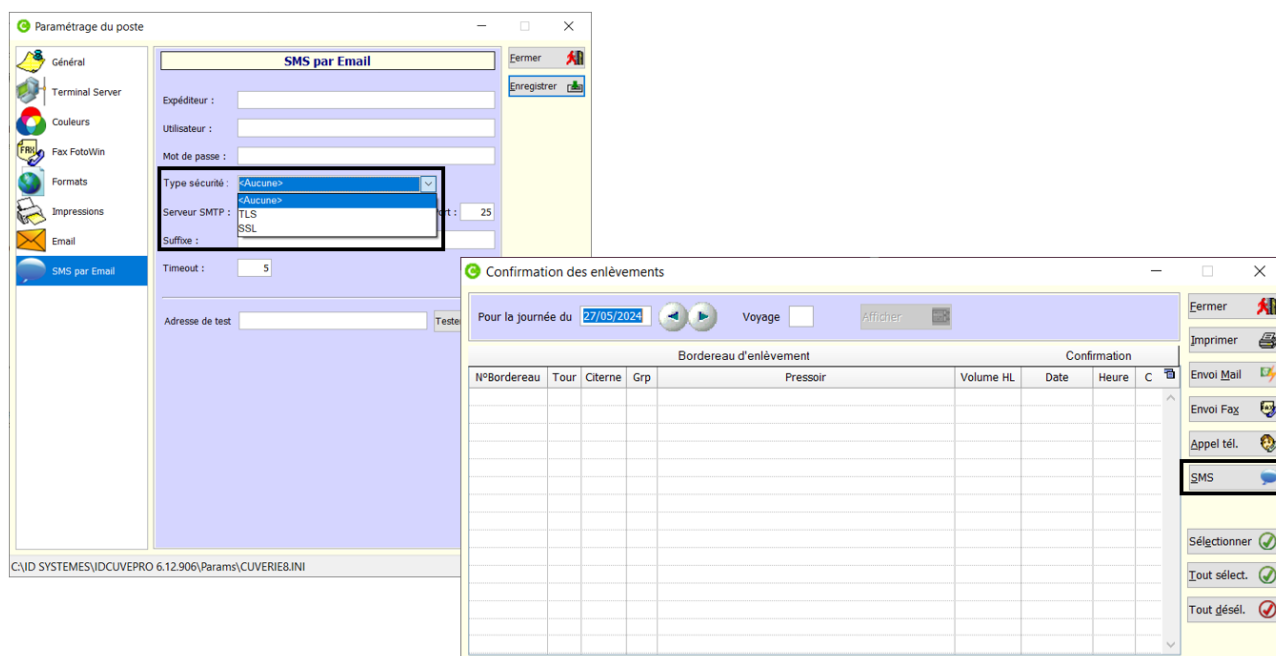 Paramétrage du poste
Général
Terminal Server
Couleurs
Fax FotoWin
Formats
Impressions
Email
SMS par Email
SMS par Email
Expéditeur :
Utilisateur :
Mot de passe :
Type sécurité : <Aucune>
<Aucune>
TLS
SSL
Serveur SMTP :
25
Suffixe :
Timeout : 5
Adresse de test
Fermer
Enregistrer
C:\ID SYSTEMES\IDCUVEPRO 6.12.906\Params\CUVERIE8.INI
Confirmation des enlèvements
Pour la journée du 27/05/2024 Voyage Afficher
Bordereau d'enlèvement Confirmation
N°Bordereau Tour Citerne Grp Pressoir Volume HL Date Heure C
Fermer
Imprimer
Envoi Mail
Envoi Fax
Appel tél.
SMS
Sélectionner
Tout sélect.
Tout désél.